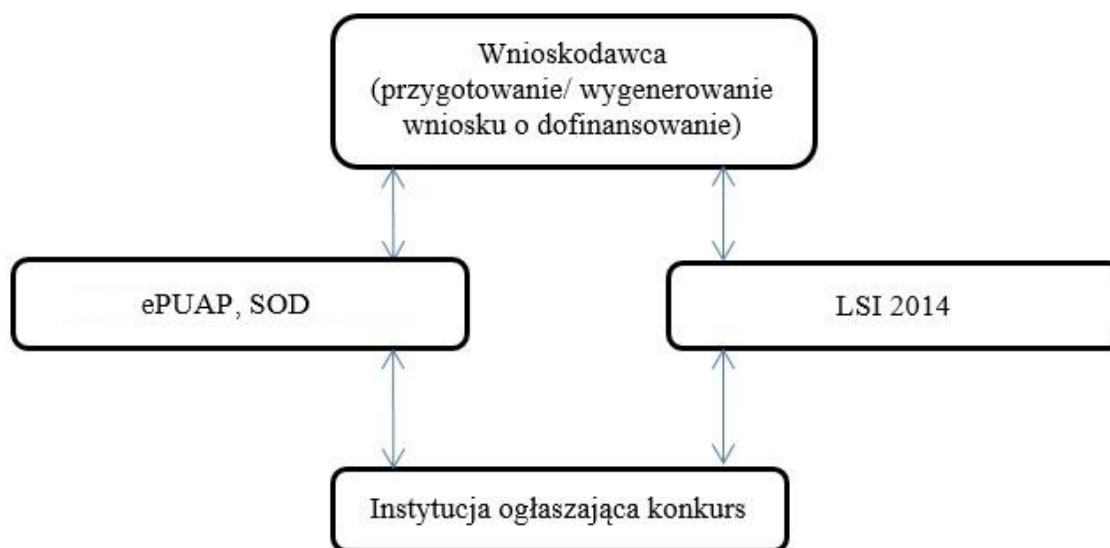 Wnioskodawca
(przygotowanie/ wygenerowanie
wniosku o dofinansowanie)
ePUAP, SOD
LSI 2014
Instytucja ogłaszająca konkurs